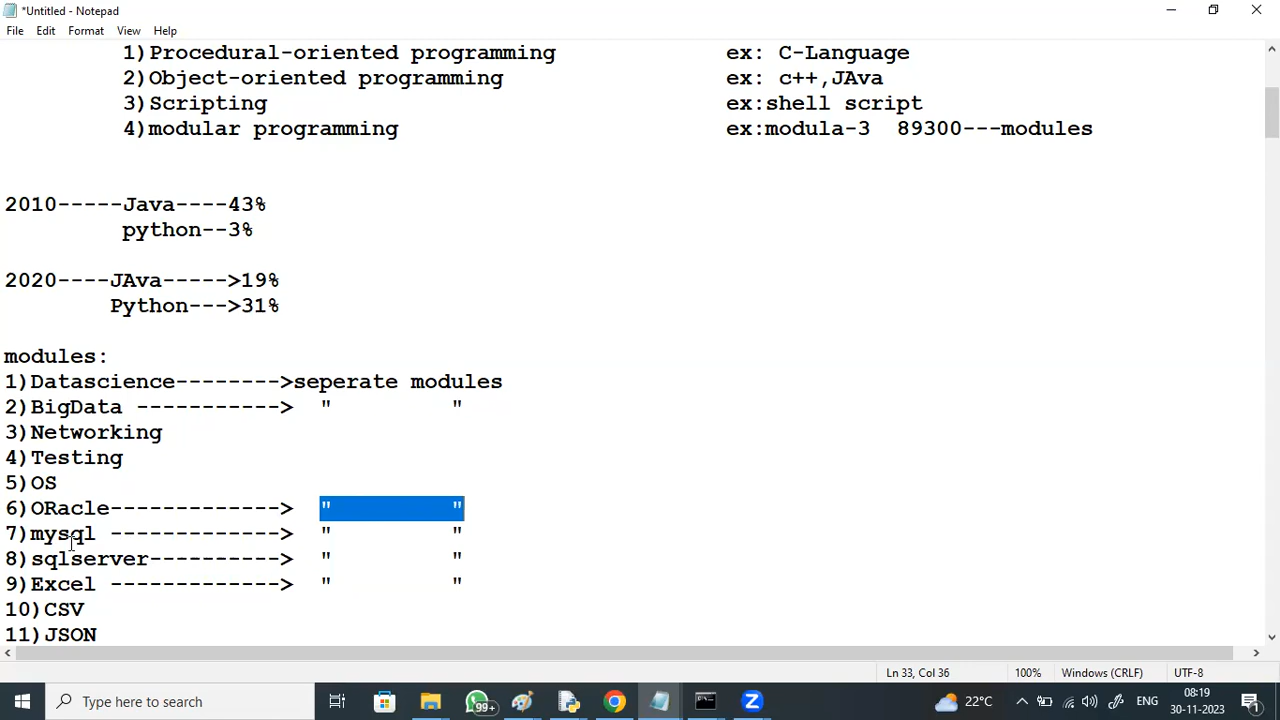 *Untitled - Notepad
File Edit Format View Help
1)Procedural-oriented programming ex: C-Language
2)Object-oriented programming ex: c++,JAva
3)Scripting ex:shell script
4)modular programming ex:modula-3 89300---modules
2010-----Java----43%
python--3%
2020----JAva----->19%
Python--->31%
modules:
1)Datascience-------->seperate modules
2)BigData -----------> " "
3)Networking
4)Testing
5)OS
6)ORacle-------------> " "
7)mysql -------------> " "
8)sqlserver----------> " "
9)Excel -------------> " "
10)CSV
11)JSON
Ln 33, Col 36 100% Windows (CRLF) UTF-8
Type here to search 99+ 22°C ENG 08:19 30-11-2023 1